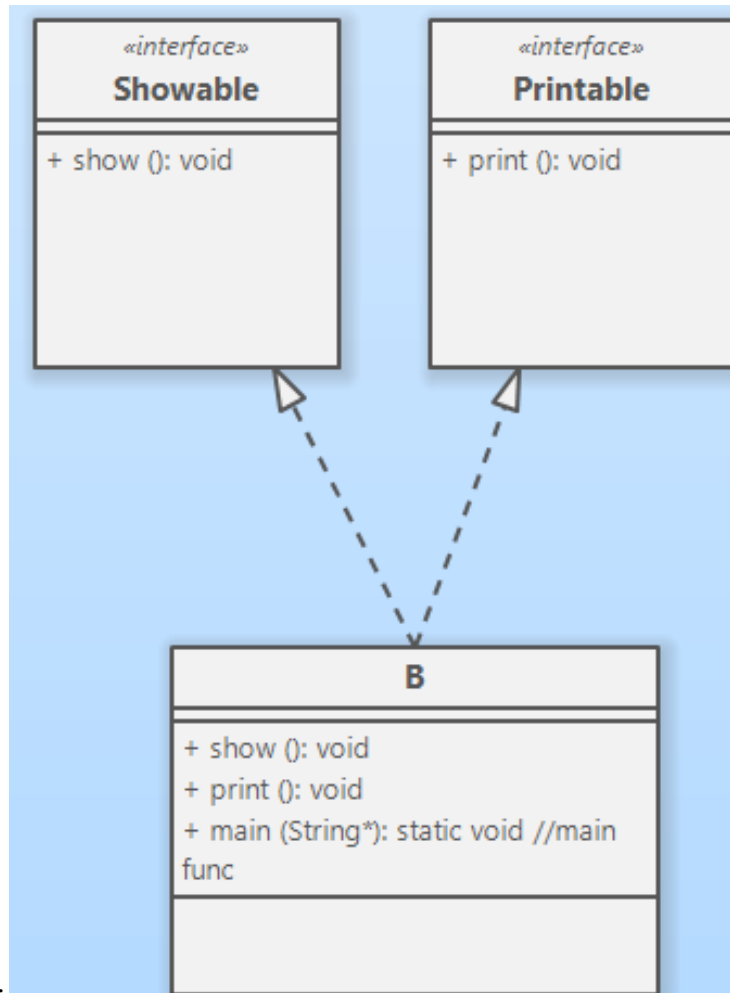 «interface»
Showable
+ show (): void
«interface»
Printable
+ print (): void
B
+ show (): void
+ print (): void
+ main (String*): static void //main
func